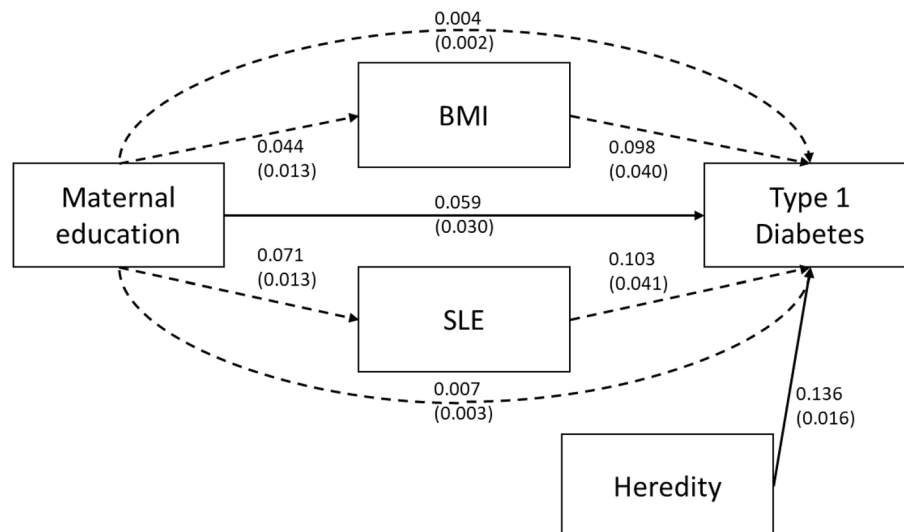 0.004
(0.002)
BMI
0.044
(0.013)
0.098
(0.040)
Maternal
education
0.059
(0.030)
Type 1
Diabetes
0.071
(0.013)
0.103
(0.041)
SLE
0.007
(0.003)
0.136
(0.016)
Heredity